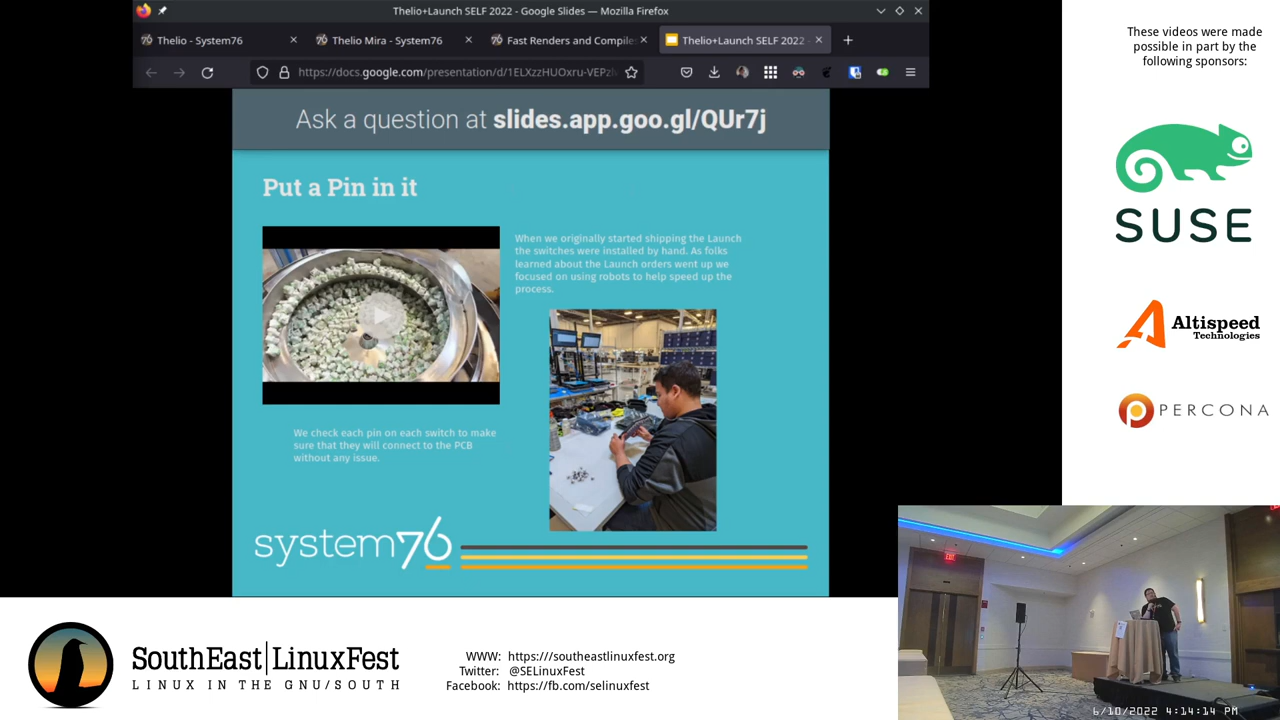 Thelio+Launch SELF 2022 - Google Slides — Mozilla Firefox
Thelio - System76
Thelio Mira - System76
Fast Renders and Compiles
Thelio+Launch SELF 2022 -
https://docs.google.com/presentation/d/1ELXzzHUOxru-VEPzl
Ask a question at slides.app.goo.gl/QUr7j
Put a Pin in it
When we originally started shipping the Launch
the switches were installed by hand. As folks
learned about the Launch orders went up we
focused on using robots to help speed up the
process.
We check each pin on each switch to make
sure that they will connect to the PCB
without any issue.
system76
These videos were made
possible in part by the
following sponsors:
SUSE
Altispeed
Technologies
PERCONA
SouthEast LinuxFest
LINUX IN THE GNU/SOUTH
WWW: https:///southeastlinuxfest.org
Twitter: @SELinuxFest
Facebook: https://fb.com/selinuxfest
EXIT
6/10/2022 4:14:14 PM